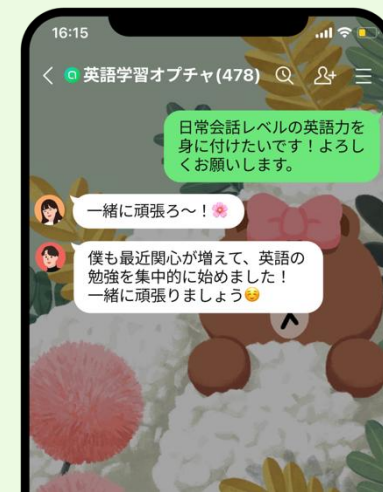 16:15
英語学習オプチャ(478)
日常会話レベルの英語力を
身に付けたいです！よろし
くお願いします。
一緒に頑張ろ〜！🌸
僕も最近関心が増えて、英語の
勉強を集中的に始めました！
一緒に頑張りましょう☺️